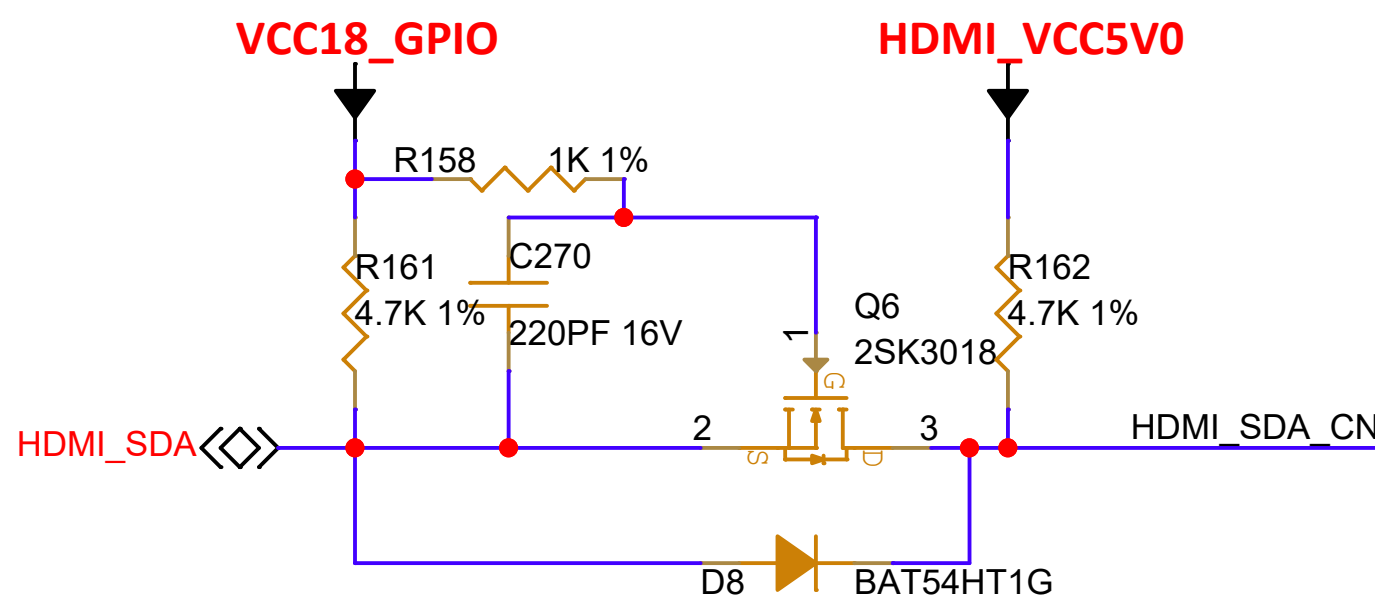 VCC18_GPIO
HDMI_VCC5V0
R158
1K 1%
C270
220PF 16V
R161
4.7K 1%
1
G
Q6
2SK3018
R162
4.7K 1%
HDMI_SDA
2
S
D
3
HDMI_SDA_CN
D8
BAT54HT1G